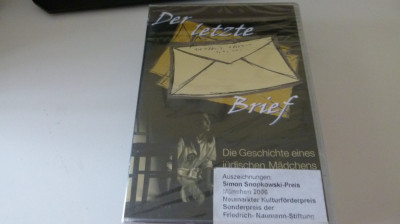 Der
letzte
Brief
Die Geschichte eines
jüdischen Mädchens
Auszeichnungen:
Simon Snopkowski-Preis
München 2006
Neumarkter Kulturförderpreis
Sonderpreis der
Friedrich-Naumann-Stiftung